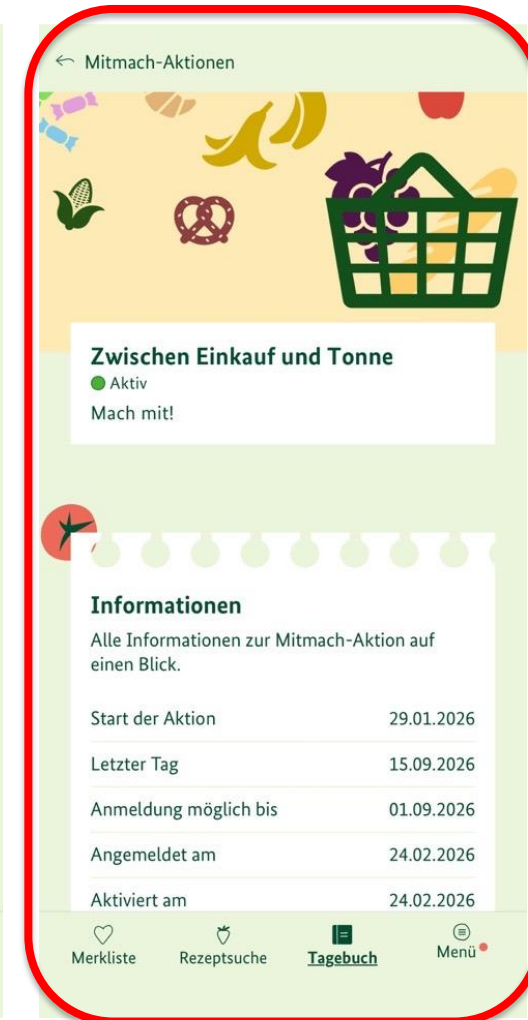 Mitmach-Aktionen
Zwischen Einkauf und Tonne
Aktiv
Mach mit!
Informationen
Alle Informationen zur Mitmach-Aktion auf
einen Blick.
Start der Aktion 29.01.2026
Letzter Tag 15.09.2026
Anmeldung möglich bis 01.09.2026
Angemeldet am 24.02.2026
Aktiviert am 24.02.2026
Merkliste Rezeptsuche Tagebuch Menü